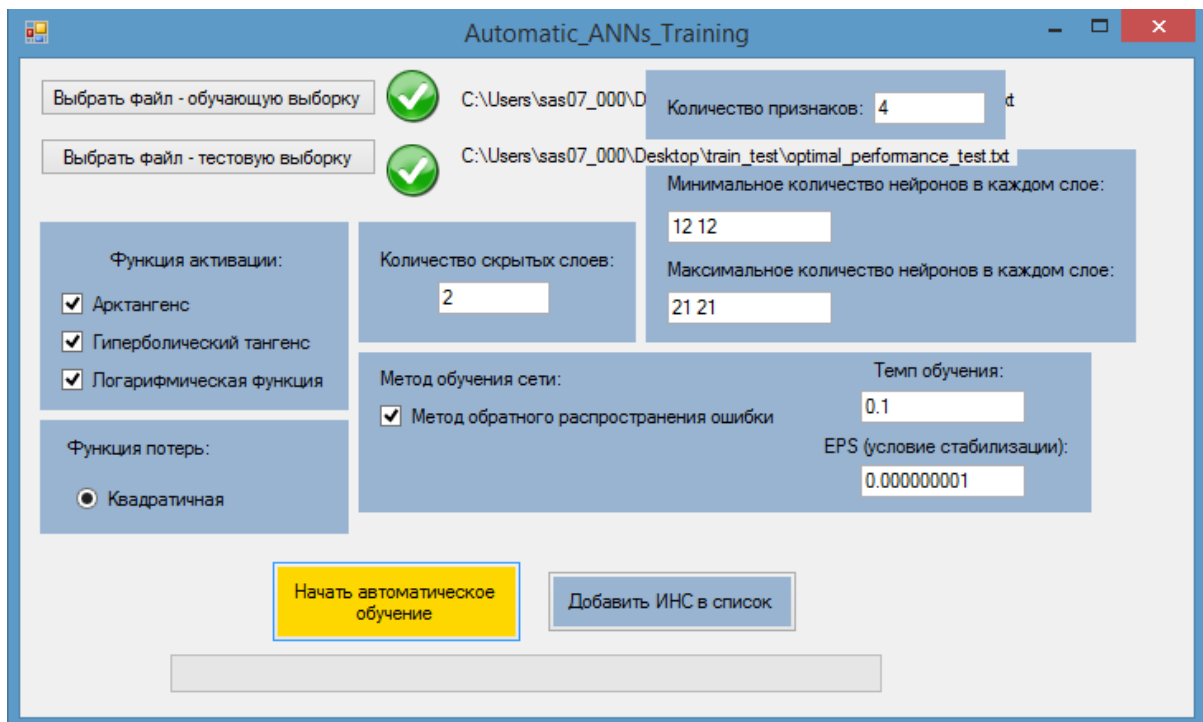 Automatic_ANNs_Training
Выбрать файл - обучающую выборку
C:\Users\sas07_000\D
xt
Количество признаков:
4
Выбрать файл - тестовую выборку
C:\Users\sas07_000\Desktop\train_test\optimal_performance_test.txt
Минимальное количество нейронов в каждом слое:
12 12
Максимальное количество нейронов в каждом слое:
21 21
Функция активации:
Арктангенс
Гиперболический тангенс
Логарифмическая функция
Количество скрытых слоев:
2
Функция потерь:
Квадратичная
Метод обучения сети:
Метод обратного распространения ошибки
Темп обучения:
0.1
EPS (условие стабилизации):
0.000000001
Начать автоматическое
обучение
Добавить ИНС в список